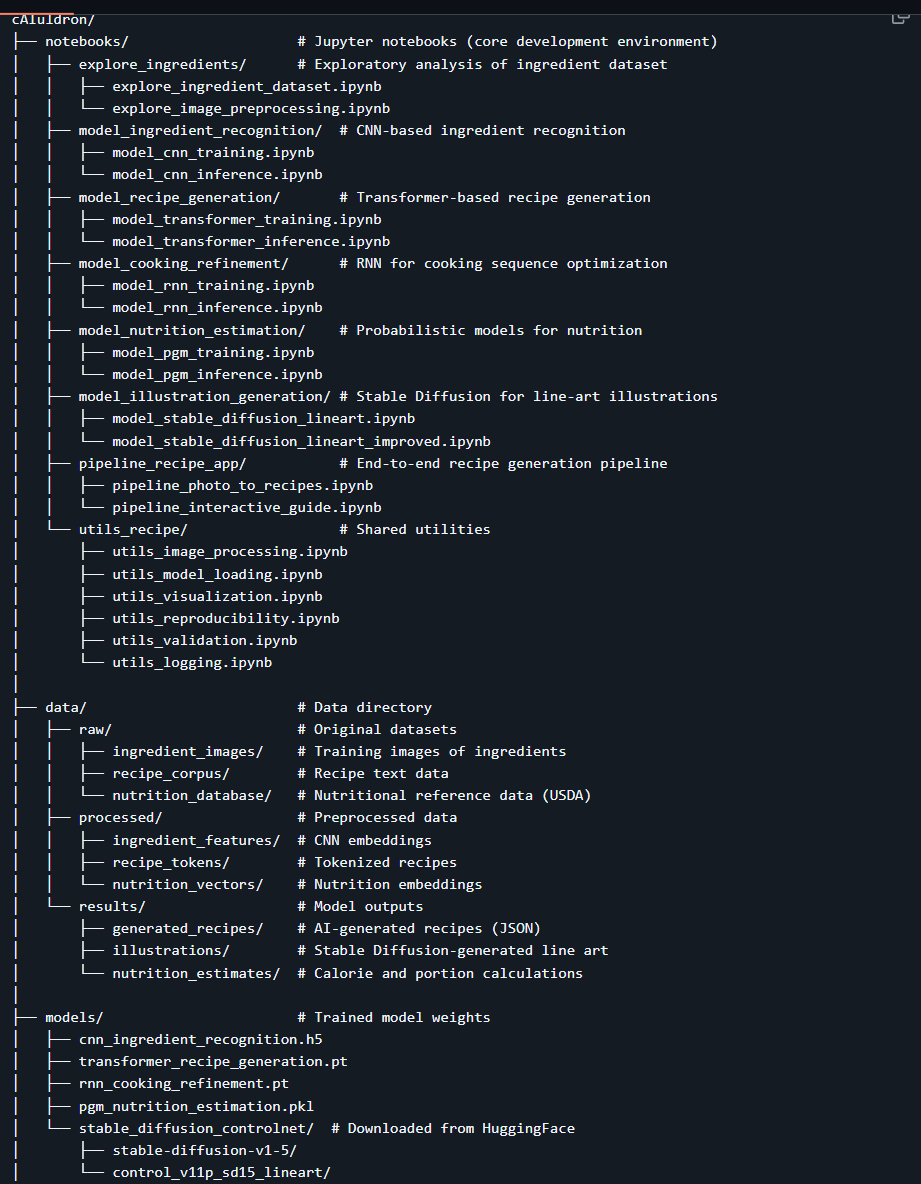 cAIuldron/
├── notebooks/                    # Jupyter notebooks (core development environment)
│   ├── explore_ingredients/      # Exploratory analysis of ingredient dataset
│   │   ├── explore_ingredient_dataset.ipynb
│   │   └── explore_image_preprocessing.ipynb
│   ├── model_ingredient_recognition/  # CNN-based ingredient recognition
│   │   ├── model_cnn_training.ipynb
│   │   └── model_cnn_inference.ipynb
│   ├── model_recipe_generation/       # Transformer-based recipe generation
│   │   ├── model_transformer_training.ipynb
│   │   └── model_transformer_inference.ipynb
│   ├── model_cooking_refinement/      # RNN for cooking sequence optimization
│   │   ├── model_rnn_training.ipynb
│   │   └── model_rnn_inference.ipynb
│   ├── model_nutrition_estimation/    # Probabilistic models for nutrition
│   │   ├── model_pgm_training.ipynb
│   │   └── model_pgm_inference.ipynb
│   ├── model_illustration_generation/ # Stable Diffusion for line-art illustrations
│   │   ├── model_stable_diffusion_lineart.ipynb
│   │   └── model_stable_diffusion_lineart_improved.ipynb
│   ├── pipeline_recipe_app/           # End-to-end recipe generation pipeline
│   │   ├── pipeline_photo_to_recipes.ipynb
│   │   └── pipeline_interactive_guide.ipynb
│   └── utils_recipe/                  # Shared utilities
│       ├── utils_image_processing.ipynb
│       ├── utils_model_loading.ipynb
│       ├── utils_visualization.ipynb
│       ├── utils_reproducibility.ipynb
│       ├── utils_validation.ipynb
│       └── utils_logging.ipynb
│
├── data/                         # Data directory
│   ├── raw/                      # Original datasets
│   │   ├── ingredient_images/    # Training images of ingredients
│   │   ├── recipe_corpus/        # Recipe text data
│   │   └── nutrition_database/   # Nutritional reference data (USDA)
│   ├── processed/                # Preprocessed data
│   │   ├── ingredient_features/  # CNN embeddings
│   │   ├── recipe_tokens/        # Tokenized recipes
│   │   └── nutrition_vectors/    # Nutrition embeddings
│   └── results/                  # Model outputs
│       ├── generated_recipes/    # AI-generated recipes (JSON)
│       ├── illustrations/        # Stable Diffusion-generated line art
│       └── nutrition_estimates/  # Calorie and portion calculations
│
├── models/                       # Trained model weights
│   ├── cnn_ingredient_recognition.h5
│   ├── transformer_recipe_generation.pt
│   ├── rnn_cooking_refinement.pt
│   ├── pgm_nutrition_estimation.pkl
│   └── stable_diffusion_controlnet/  # Downloaded from HuggingFace
│       ├── stable-diffusion-v1-5/
│       └── control_v11p_sd15_lineart/